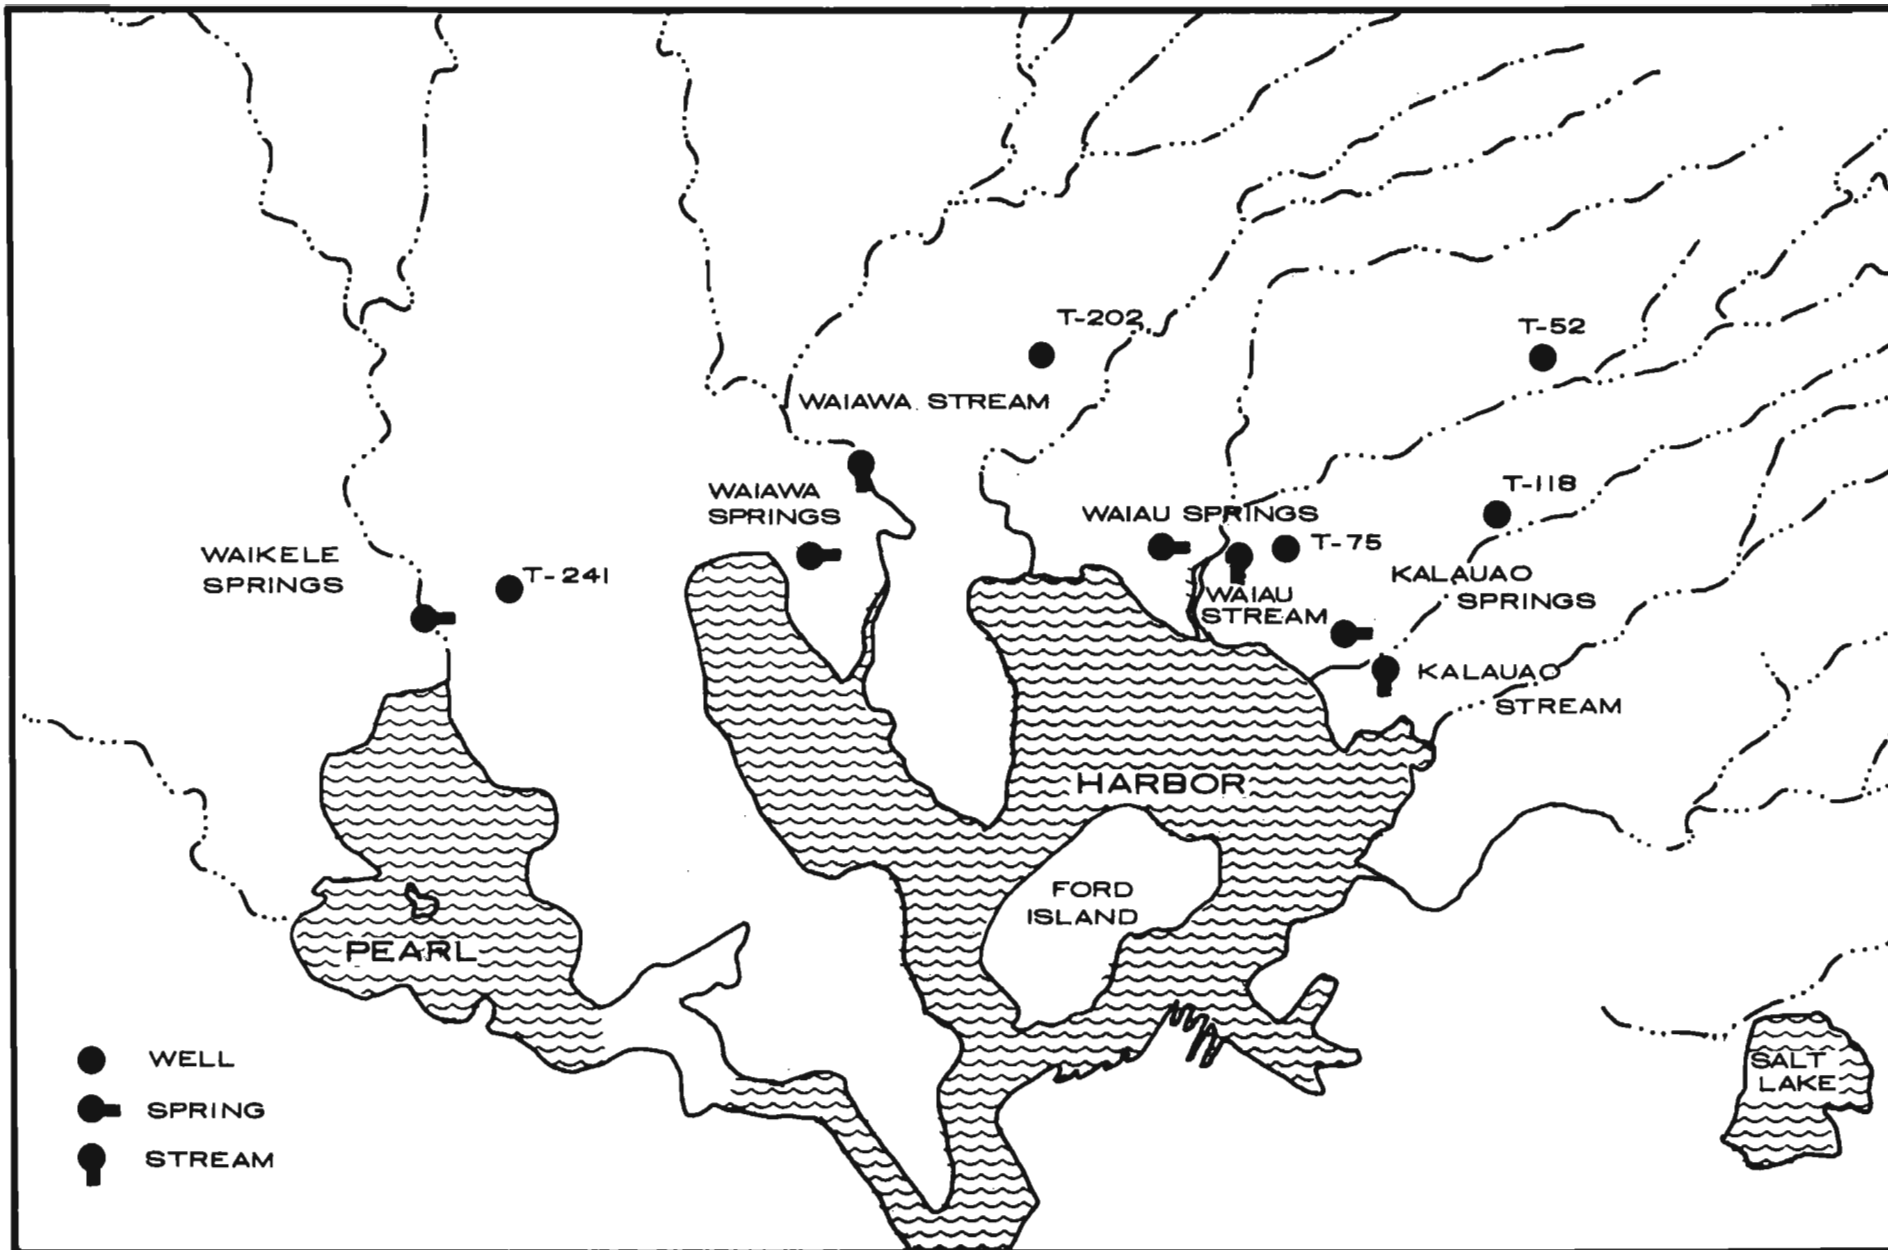 T-202
T-52
WAIAWA STREAM
WAIAWA
SPRINGS
WAIAU SPRINGS
T-118
T-75
WAIKELE
SPRINGS
T-241
KALAUAO
SPRINGS
WAIAU
STREAM
KALAUAO
STREAM
HARBOR
FORD
ISLAND
PEARL
SALT
LAKE
WELL
SPRING
STREAM